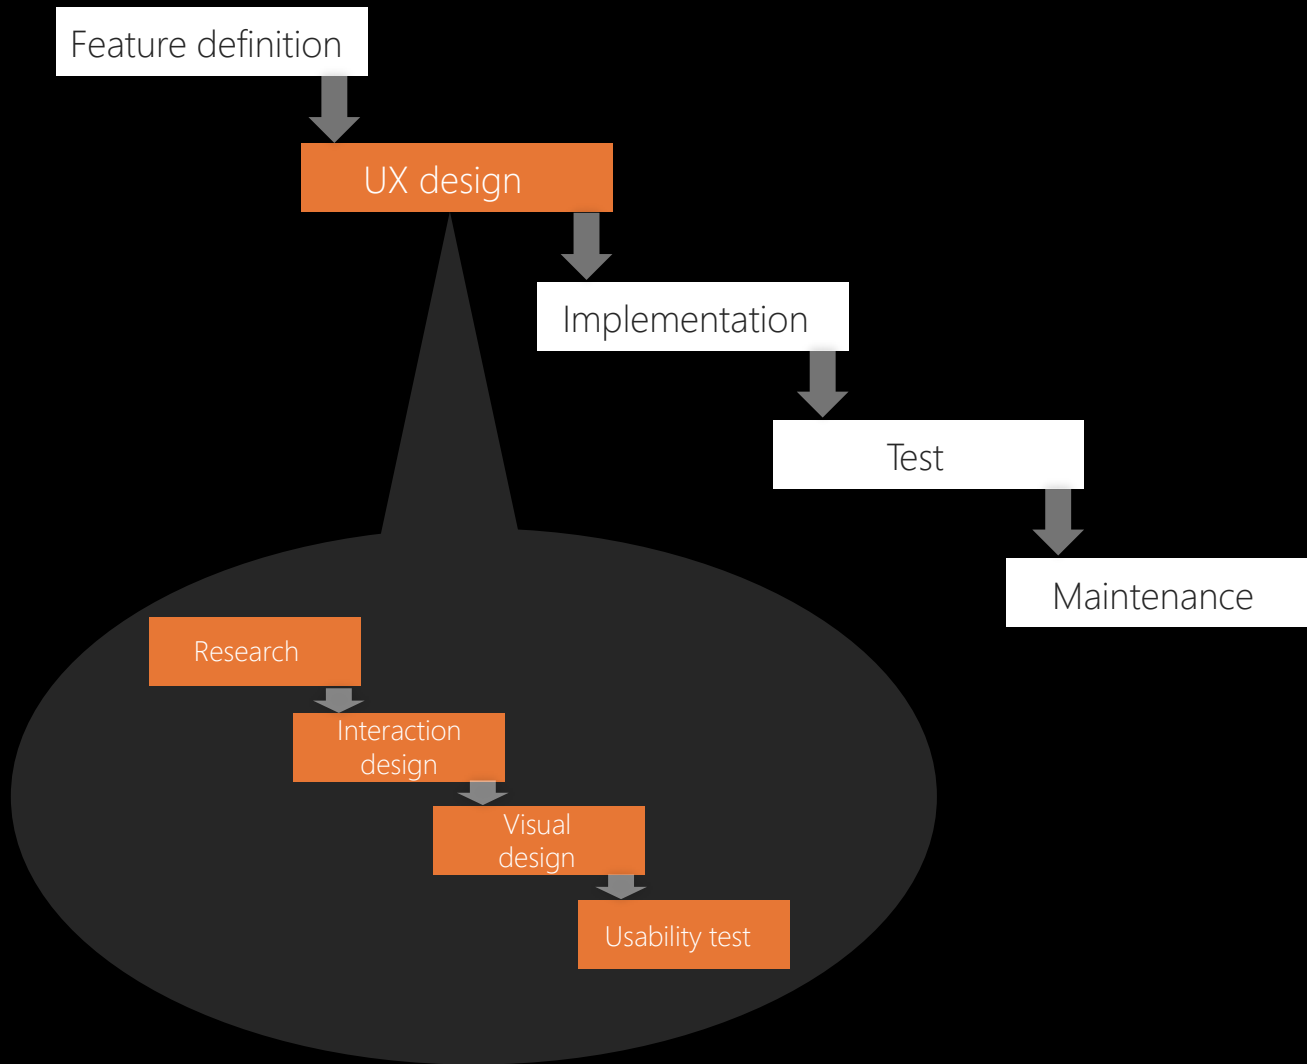 Feature definition
UX design
Implementation
Test
Maintenance
Research
Interaction
design
Visual
design
Usability test